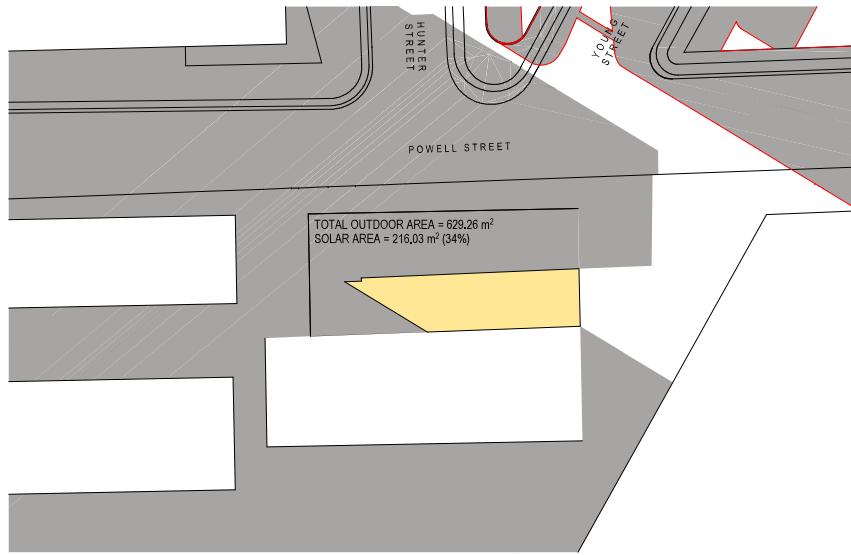 HUNTER
STREET
YOUNG
STREET
POWELL STREET
TOTAL OUTDOOR AREA = 629.26 m²
SOLAR AREA = 216.03 m² (34%)